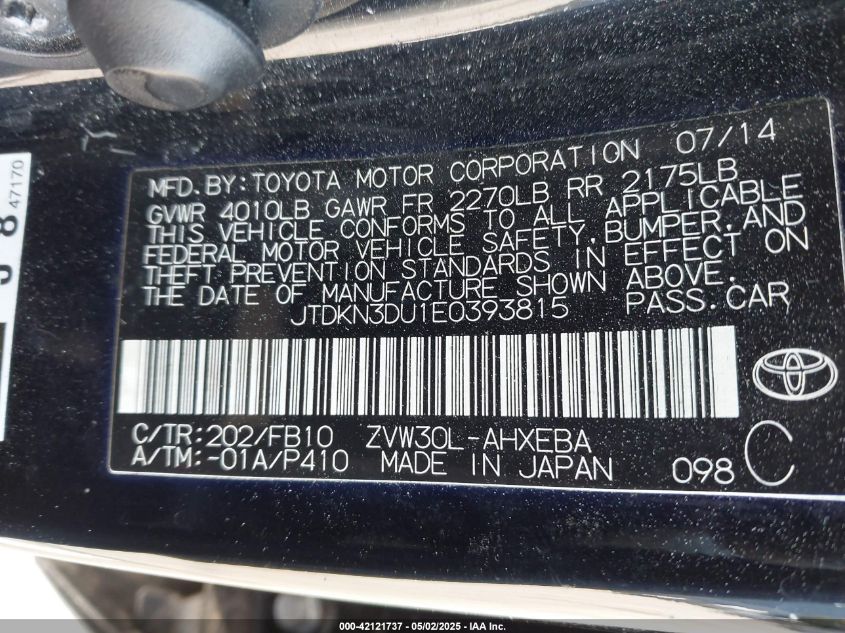 MFD. BY: TOYOTA MOTOR CORPORATION 07/14
GVWR 4010LB GAWR FR 2270LB RR 2175LB
THIS VEHICLE CONFORMS TO ALL APPLICABLE
FEDERAL MOTOR VEHICLE SAFETY, BUMPER, AND
THEFT PREVENTION STANDARDS IN EFFECT ON
THE DATE OF MANUFACTURE SHOWN ABOVE.
JTDKN3DU1E0393815 PASS. CAR
C/TR: 202/FB10 ZVW30L-AHXEBA
A/TM: -01A/P410 MADE IN JAPAN 098 C
47170
8
000-42121737 - 05/02/2025 - IAA Inc.